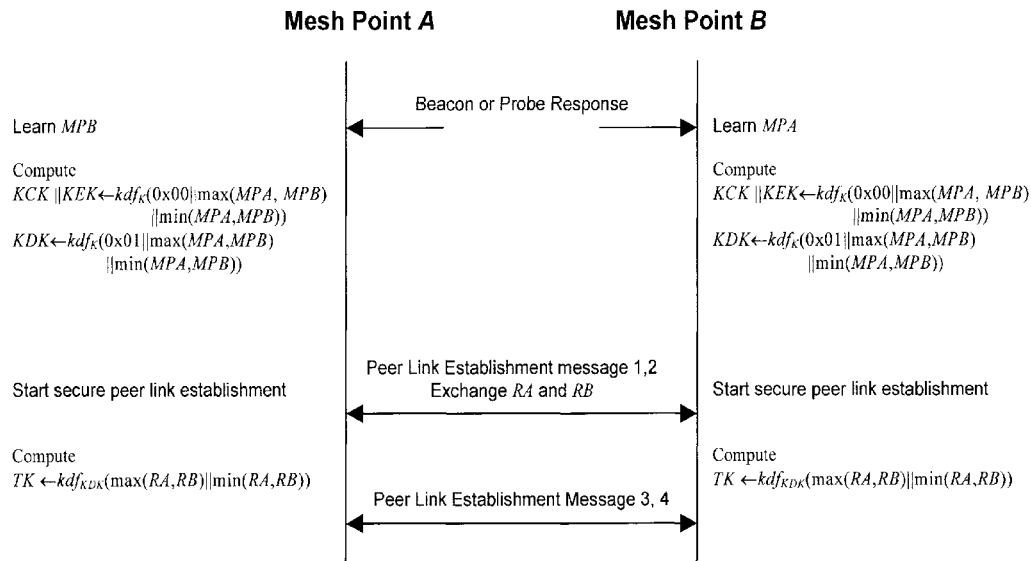 Mesh Point A
Mesh Point B
Beacon or Probe Response
Learn MPB
Learn MPA
Compute
KCK ||KEK←kdfK(0x00||max(MPA, MPB)
||min(MPA,MPB))
KDK←kdfK(0x01||max(MPA,MPB)
||min(MPA,MPB))
Compute
KCK ||KEK←kdfK(0x00||max(MPA, MPB)
||min(MPA,MPB))
KDK←kdfK(0x01||max(MPA,MPB)
||min(MPA,MPB))
Peer Link Establishment message 1,2
Exchange RA and RB
Start secure peer link establishment
Start secure peer link establishment
Compute
TK ←kdfKDK(max(RA,RB)||min(RA,RB))
Compute
TK ←kdfKDK(max(RA,RB)||min(RA,RB))
Peer Link Establishment Message 3, 4